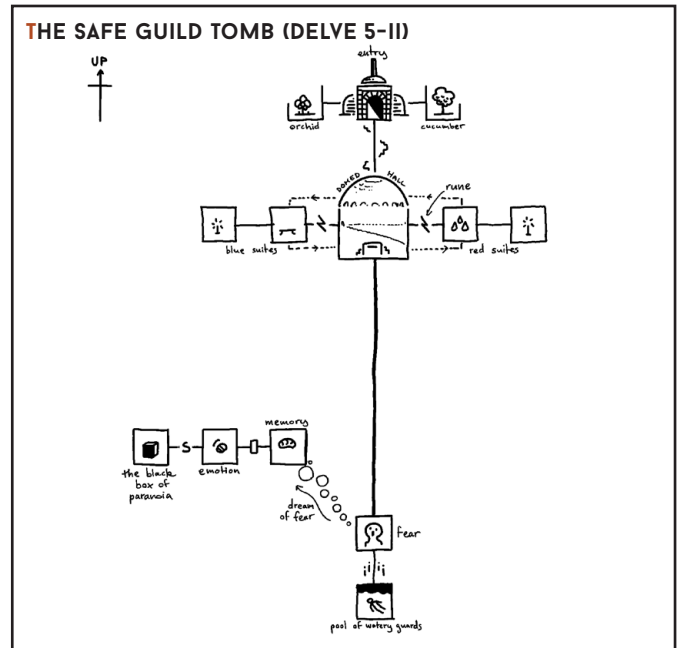 THE SAFE GUILD TOMB (DELVE 5-II)
UP
entry
orchid
cucumber
DOMED HALL
rune
blue suites
red suites
memory
S
the black
box of
paranoia
emotion
dream
of fear
fear
pool of watery guards